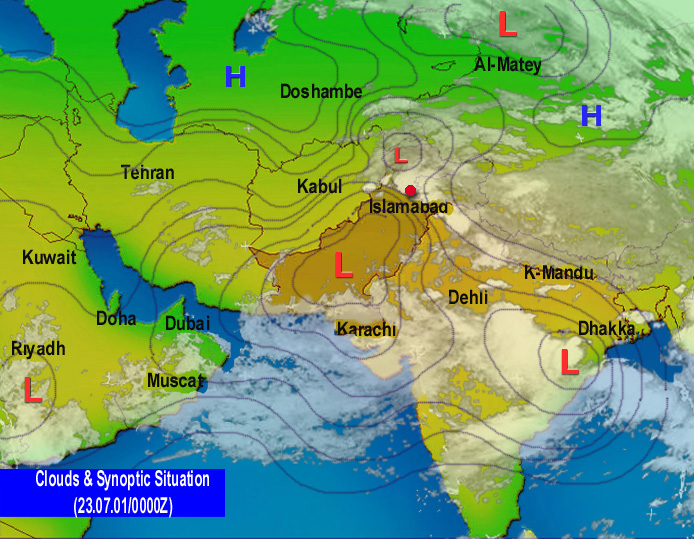 L
Al-Matey
H
Doshambe
H
L
Tehran
Kabul
Islamabad
Kuwait
L
K-Mandu
Dehli
Doha
Dubai
Karachi
Dhakka
Riyadh
L
Muscat
L
Clouds & Synoptic Situation
(23.07.01/0000Z)